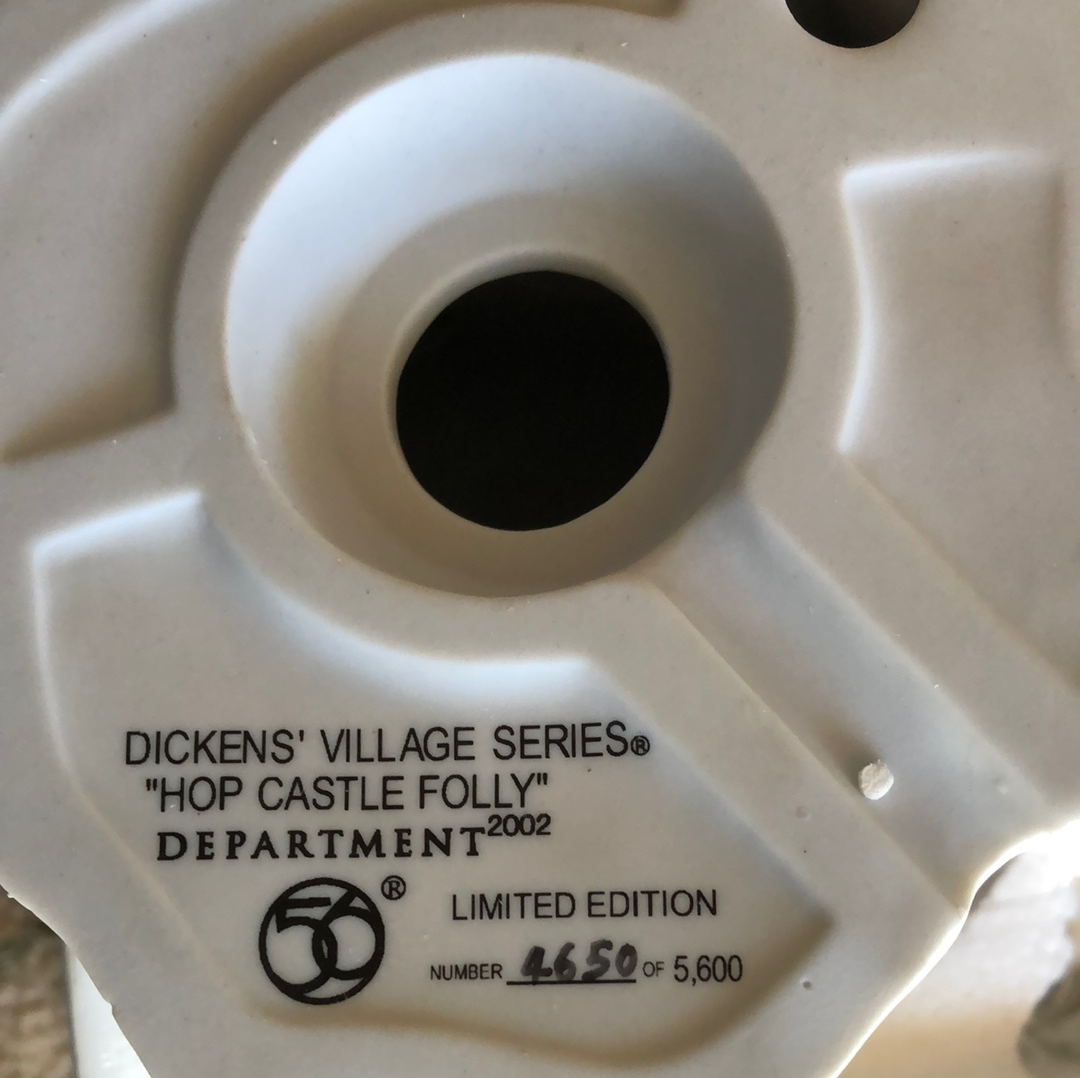 DICKENS' VILLAGE SERIES®
"HOP CASTLE FOLLY"
DEPARTMENT 2002
56®
LIMITED EDITION
NUMBER 4650 OF 5,600